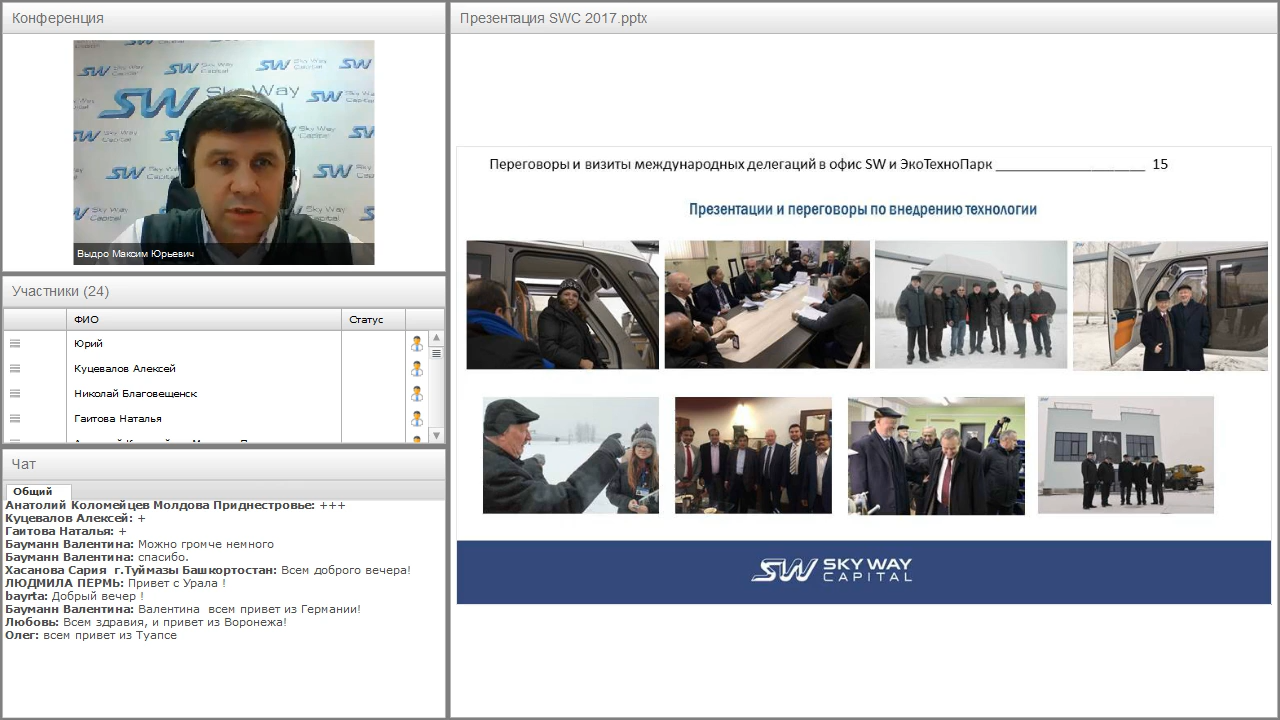 Конференция
SW
Sky Way
Capital
Выдро Максим Юрьевич
Участники (24)
ФИО
Статус
Юрий
Куцевалов Алексей
Николай Благовещенск
Гаитова Наталья
Чат
Общий
Анатолий Коломейцев Молдова Приднестровье: +++
Куцевалов Алексей: +
Гаитова Наталья: +
Бауманн Валентина: Можно громче немного
Бауманн Валентина: спасибо.
Хасанова Сария г.Туймазы Башкортостан: Всем доброго вечера!
ЛЮДМИЛА ПЕРМЬ: Привет с Урала !
bayrta: Добрый вечер !
Бауманн Валентина: Валентина всем привет из Германии!
Любовь: Всем здравия, и привет из Воронежа!
Олег: всем привет из Туапсе
Презентация SWC 2017.pptx
Переговоры и визиты международных делегаций в офис SW и ЭкоТехноПарк ____________________ 15
Презентации и переговоры по внедрению технологии
SW SKY WAY
CAPITAL